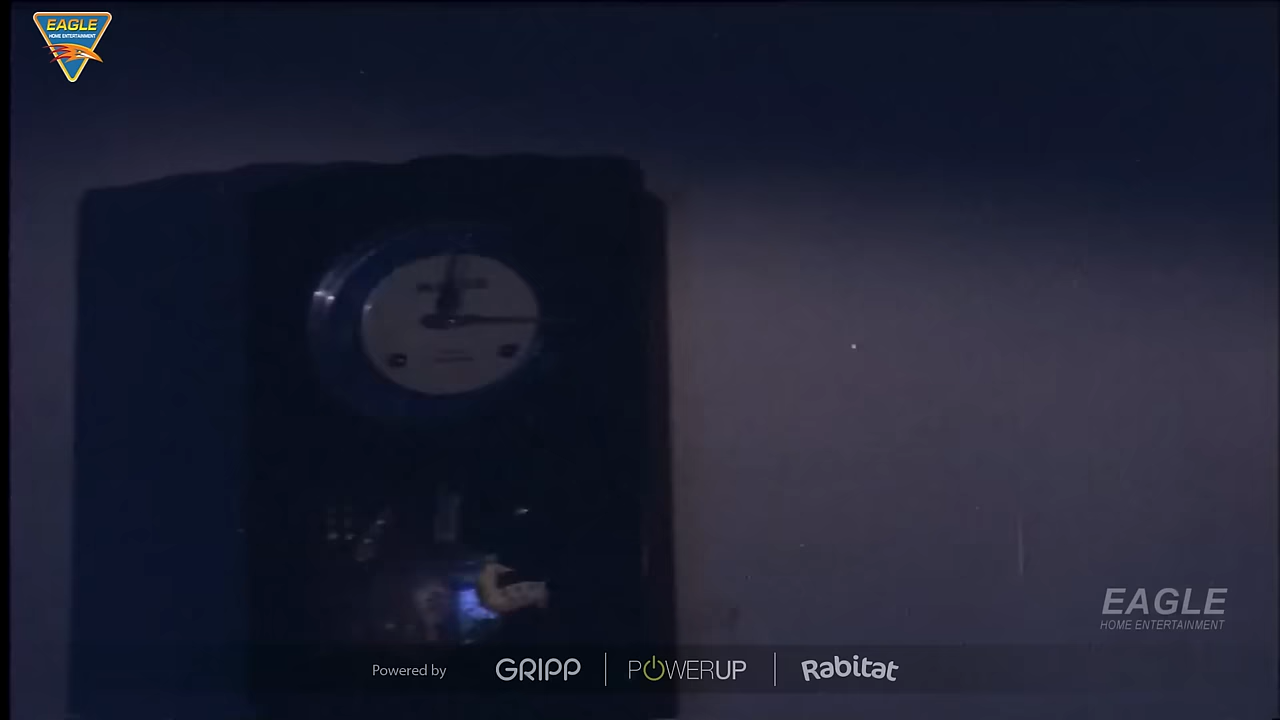 EAGLE
HOME ENTERTAINMENT
EAGLE
HOME ENTERTAINMENT
Powered by GRIPP POWERUP Rabitat